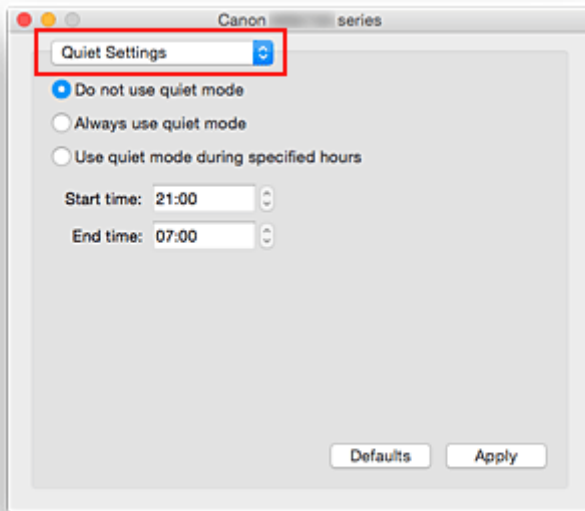 Canon series
Quiet Settings
Do not use quiet mode
Always use quiet mode
Use quiet mode during specified hours
Start time: 21:00
End time: 07:00
Defaults Apply